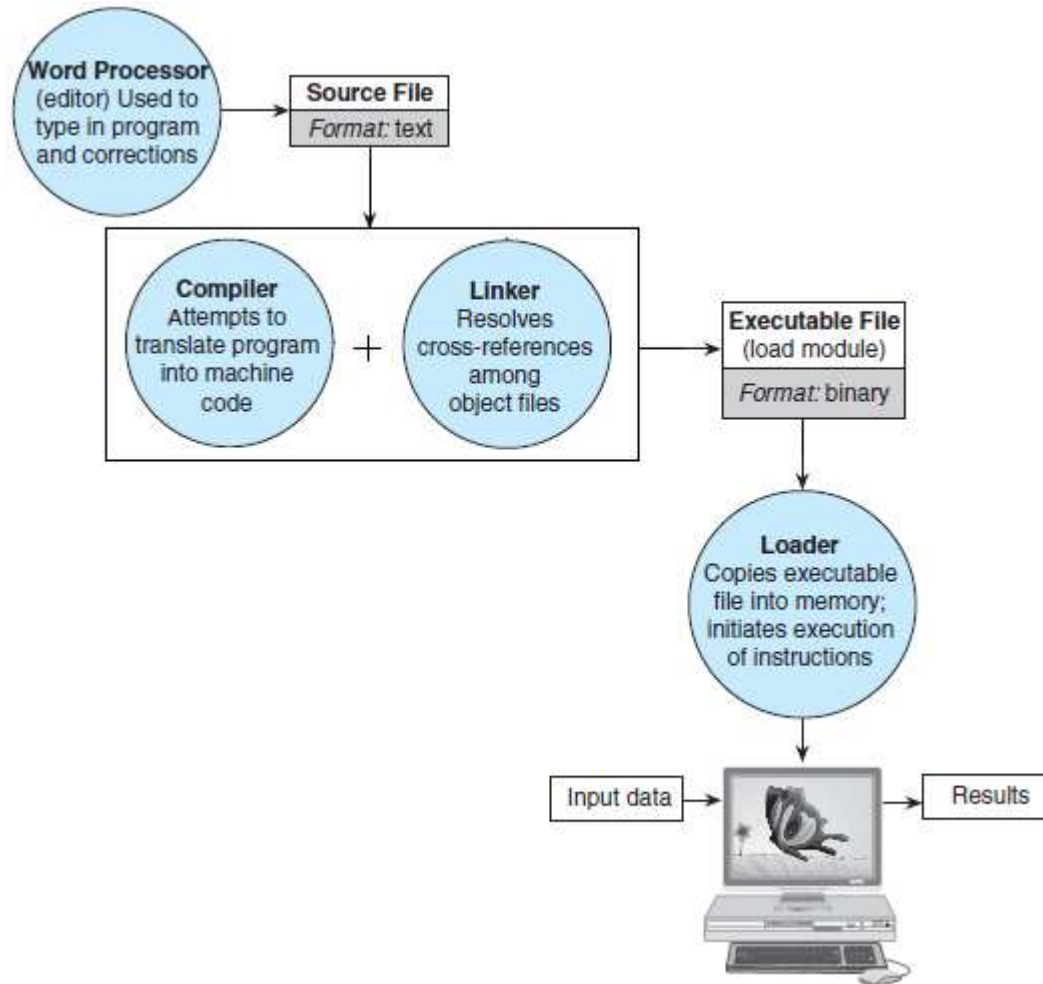 Word Processor
(editor) Used to
type in program
and corrections
Source File
Format: text
Compiler
Attempts to
translate program
into machine
code
+
Linker
Resolves
cross-references
among
object files
Executable File
(load module)
Format: binary
Loader
Copies executable
file into memory;
initiates execution
of instructions
Input data
Results